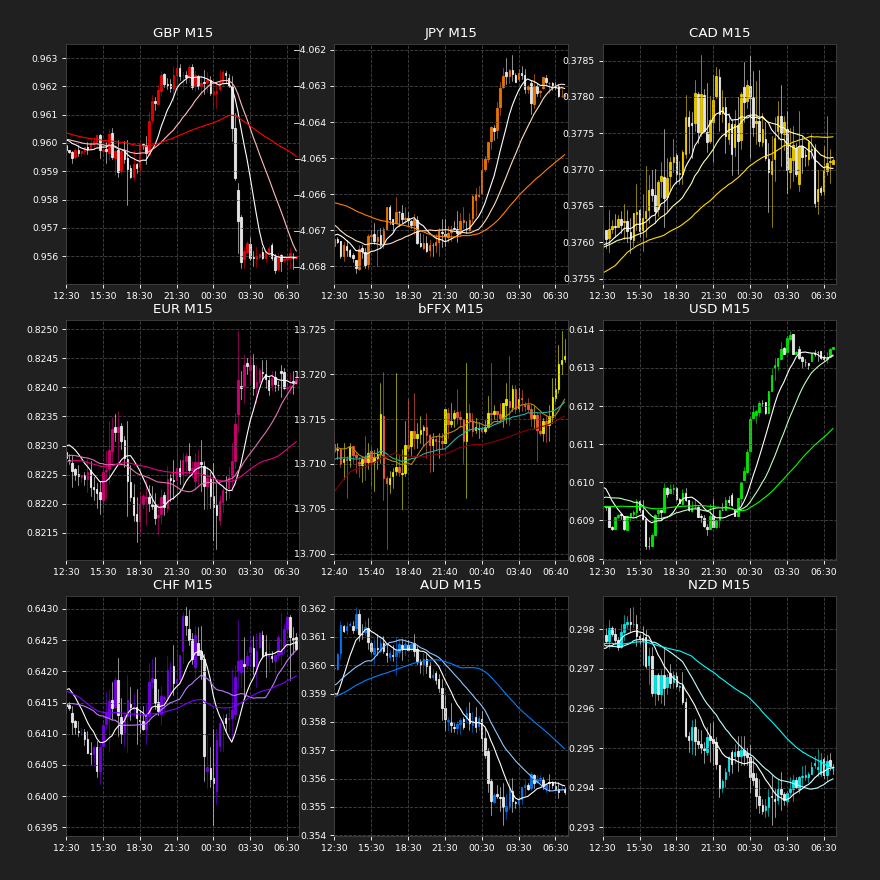 GBP M15 JPY M15 CAD M15
0.963 −4.062 0.3785
0.962 −4.063 0.3780
0.961 −4.064 0.3775
0.960 −4.065 0.3770
0.959 −4.066 0.3765
0.958 −4.067 0.3760
0.957 −4.068 0.3755
0.956
12:30 15:30 18:30 21:30 00:30 03:30 06:30 12:30 15:30 18:30 21:30 00:30 03:30 06:30 12:30 15:30 18:30 21:30 00:30 03:30 06:30
EUR M15 bFFX M15 USD M15
0.8250 13.725 0.614
0.8245 13.720 0.613
0.8240 13.715 0.612
0.8235 13.710 0.611
0.8230 13.705 0.610
0.8225 13.700 0.609
0.8220 0.608
0.8215
12:30 15:30 18:30 21:30 00:30 03:30 06:30 12:40 15:40 18:40 21:40 00:40 03:40 06:40 12:30 15:30 18:30 21:30 00:30 03:30 06:30
CHF M15 AUD M15 NZD M15
0.6430 0.362 0.298
0.6425 0.361 0.297
0.6420 0.360 0.296
0.6415 0.359 0.295
0.6410 0.358 0.294
0.6405 0.357 0.293
0.6400 0.356
0.6395 0.355
0.354
12:30 15:30 18:30 21:30 00:30 03:30 06:30 12:30 15:30 18:30 21:30 00:30 03:30 06:30 12:30 15:30 18:30 21:30 00:30 03:30 06:30